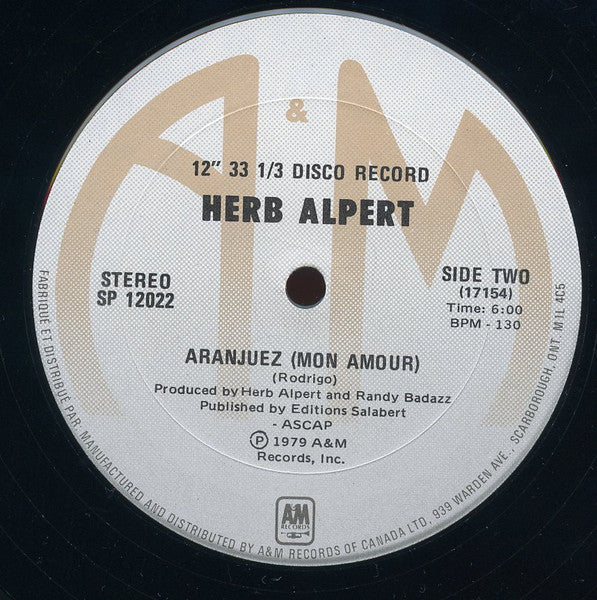 &
12" 33 1/3 DISCO RECORD
HERB ALPERT
STEREO
SP 12022
SIDE TWO
(17154)
Time: 6:00
BPM - 130
ARANJUEZ (MON AMOUR)
(Rodrigo)
Produced by Herb Alpert and Randy Badazz
Published by Editions Salabert
- ASCAP
Ⓟ 1979 A&M
Records, Inc.
A&M
RECORDS
FABRIQUE ET DISTRIBUÉ PAR: MANUFACTURED AND DISTRIBUTED BY A&M RECORDS OF CANADA LTD, 939 WARDEN AVE., SCARBOROUGH, ONT. M1L 4C5